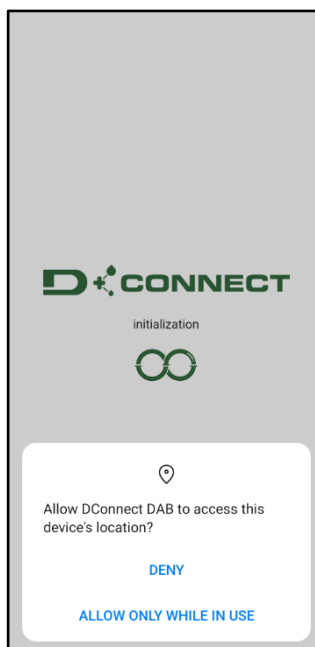 D CONNECT
initialization
Allow DConnect DAB to access this
device's location?
DENY
ALLOW ONLY WHILE IN USE